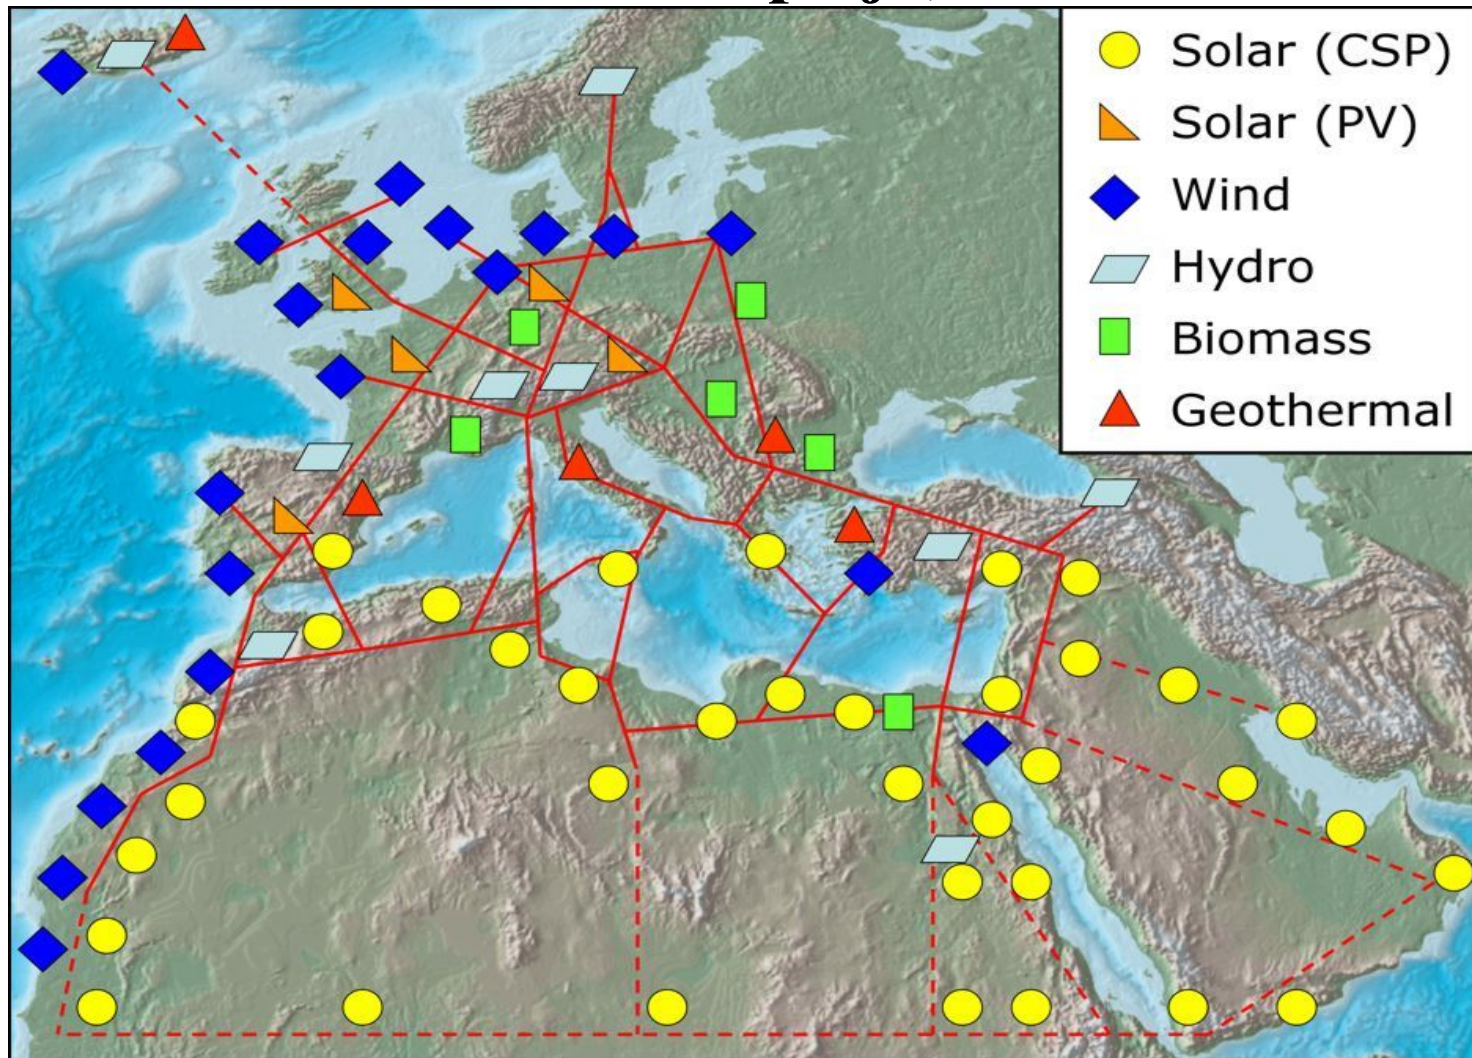 Solar (CSP)
Solar (PV)
Wind
Hydro
Biomass
Geothermal